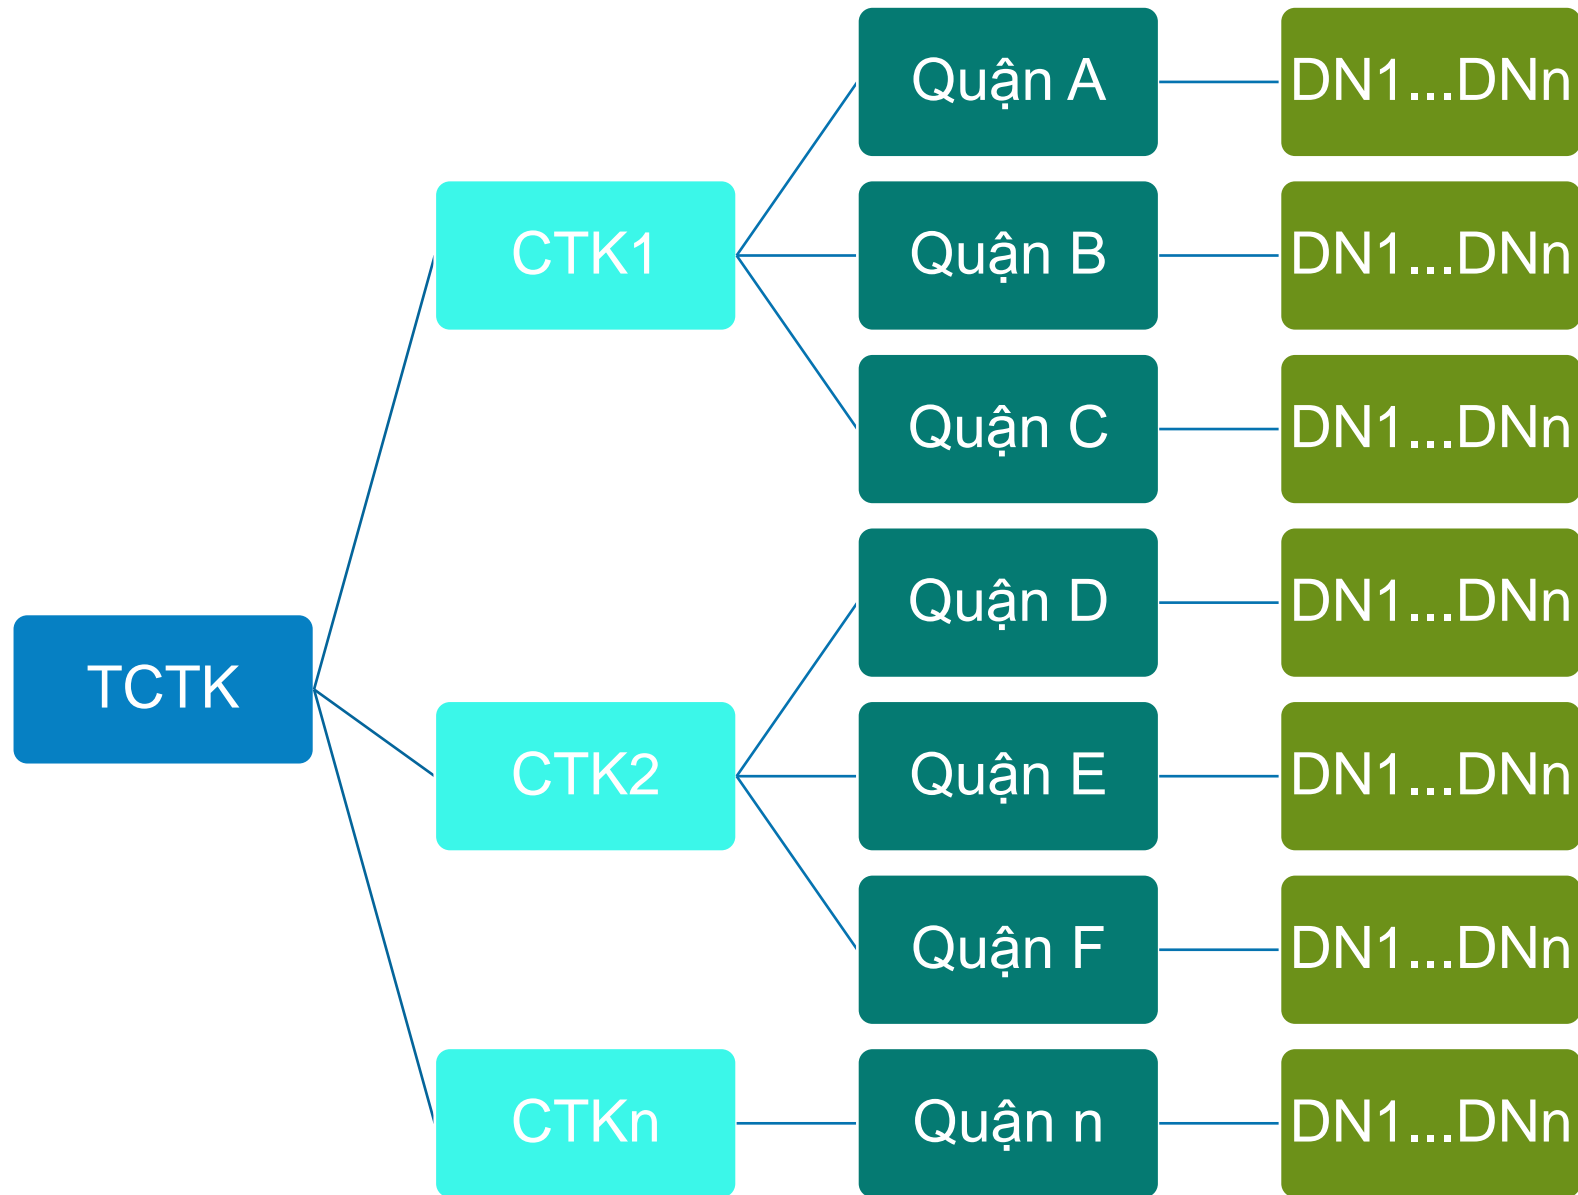 Quận A
DN1...DNn
CTK1
Quận B
DN1...DNn
Quận C
DN1...DNn
Quận D
DN1...DNn
TCTK
CTK2
Quận E
DN1...DNn
Quận F
DN1...DNn
CTKn
Quận n
DN1...DNn